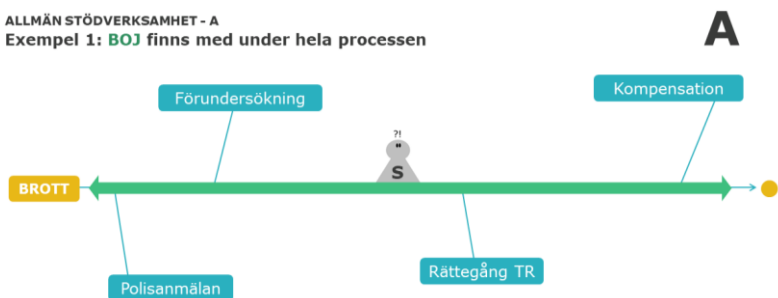 ALLMÄN STÖDVERKSAMHET - A
Exempel 1: BOJ finns med under hela processen
A
Förundersökning
Kompensation
?!
BROTT
S
Polisanmälan
Rättegång TR